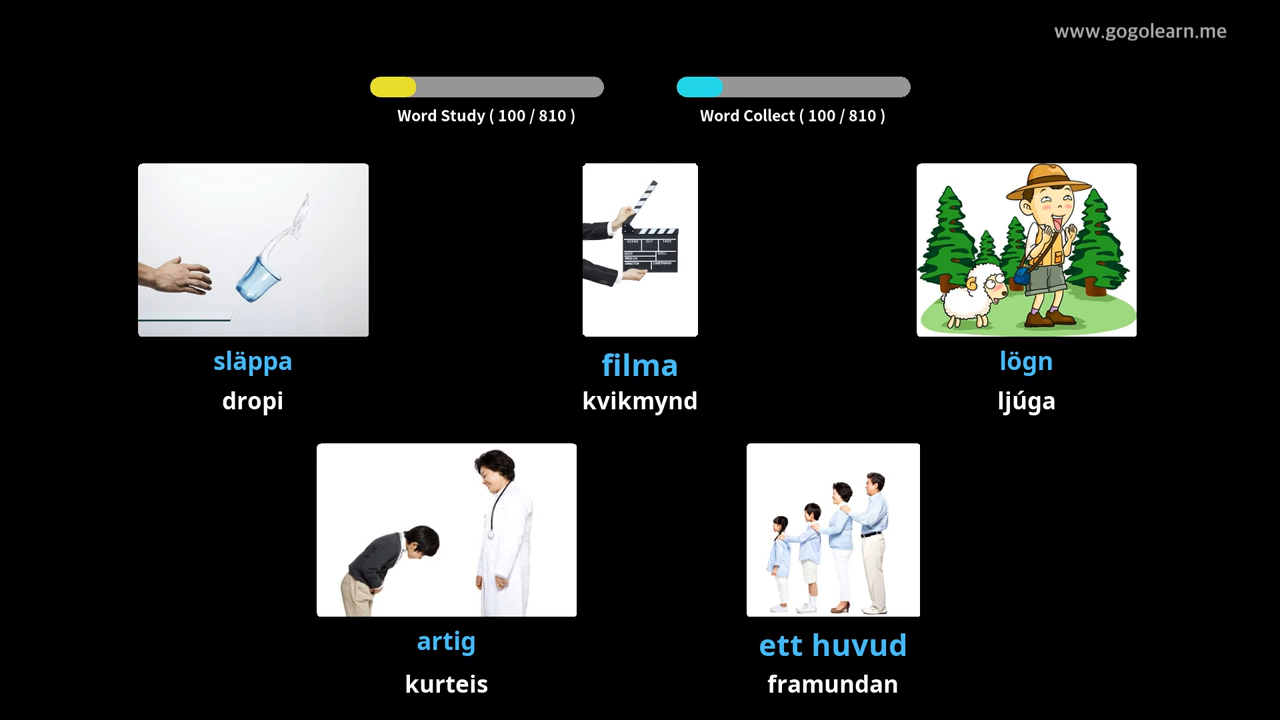 www.gogolearn.me
Word Study ( 100 / 810 )
Word Collect ( 100 / 810 )
släppa
dropi
filma
kvikmynd
lögn
ljúga
artig
kurteis
ett huvud
framundan